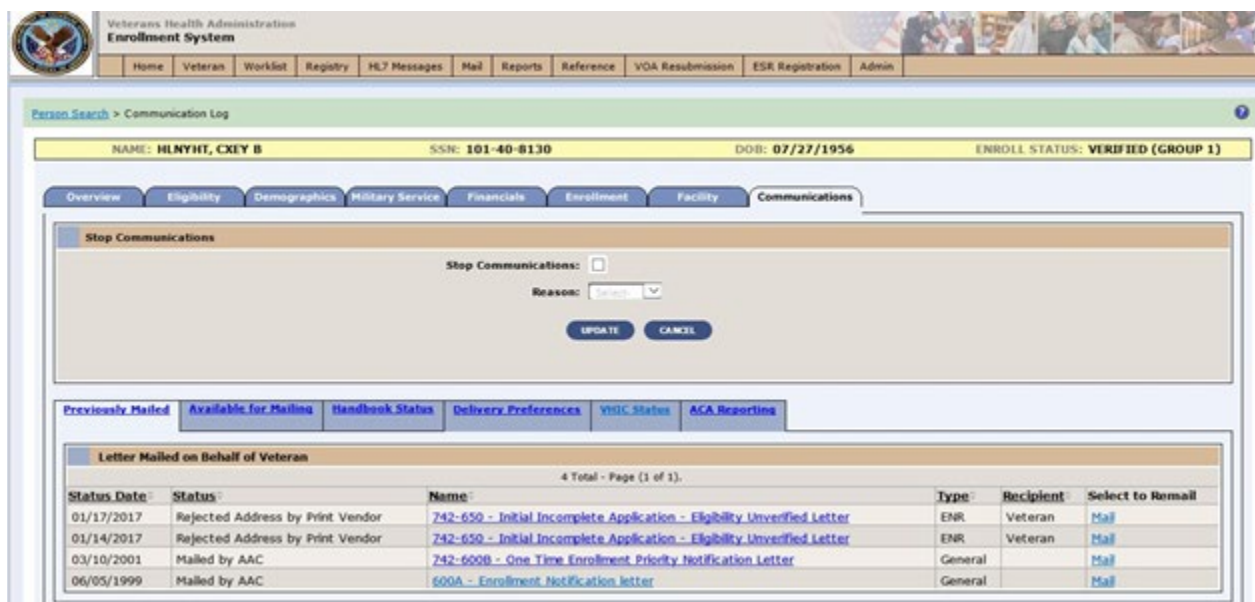 Veterans Health Administration
Enrollment System
Home Veteran Worklist Registry HL7 Messages Mail Reports Reference VOA Resubmission ESR Registration Admin
Person Search > Communication Log
NAME: HLNYHT, CXEY B SSN: 101-40-8130 DOB: 07/27/1956 ENROLL STATUS: VERIFIED (GROUP 1)
Overview Eligibility Demographics Military Service Financials Enrollment Facility Communications
Stop Communications
Stop Communications:
Reason: Select
UPDATE CANCEL
Previously Mailed Available for Mailing Handbook Status Delivery Preferences VHIC Status ACA Reporting
Letter Mailed on Behalf of Veteran
4 Total - Page (1 of 1).
Status Date Status Name Type Recipient Select to Remail
01/17/2017 Rejected Address by Print Vendor 742-650 - Initial Incomplete Application - Eligibility Unverified Letter ENR Veteran Mail
01/14/2017 Rejected Address by Print Vendor 742-650 - Initial Incomplete Application - Eligibility Unverified Letter ENR Veteran Mail
03/10/2001 Mailed by AAC 742-600B - One Time Enrollment Priority Notification Letter General Mail
06/05/1999 Mailed by AAC 600A - Enrollment Notification letter General Mail